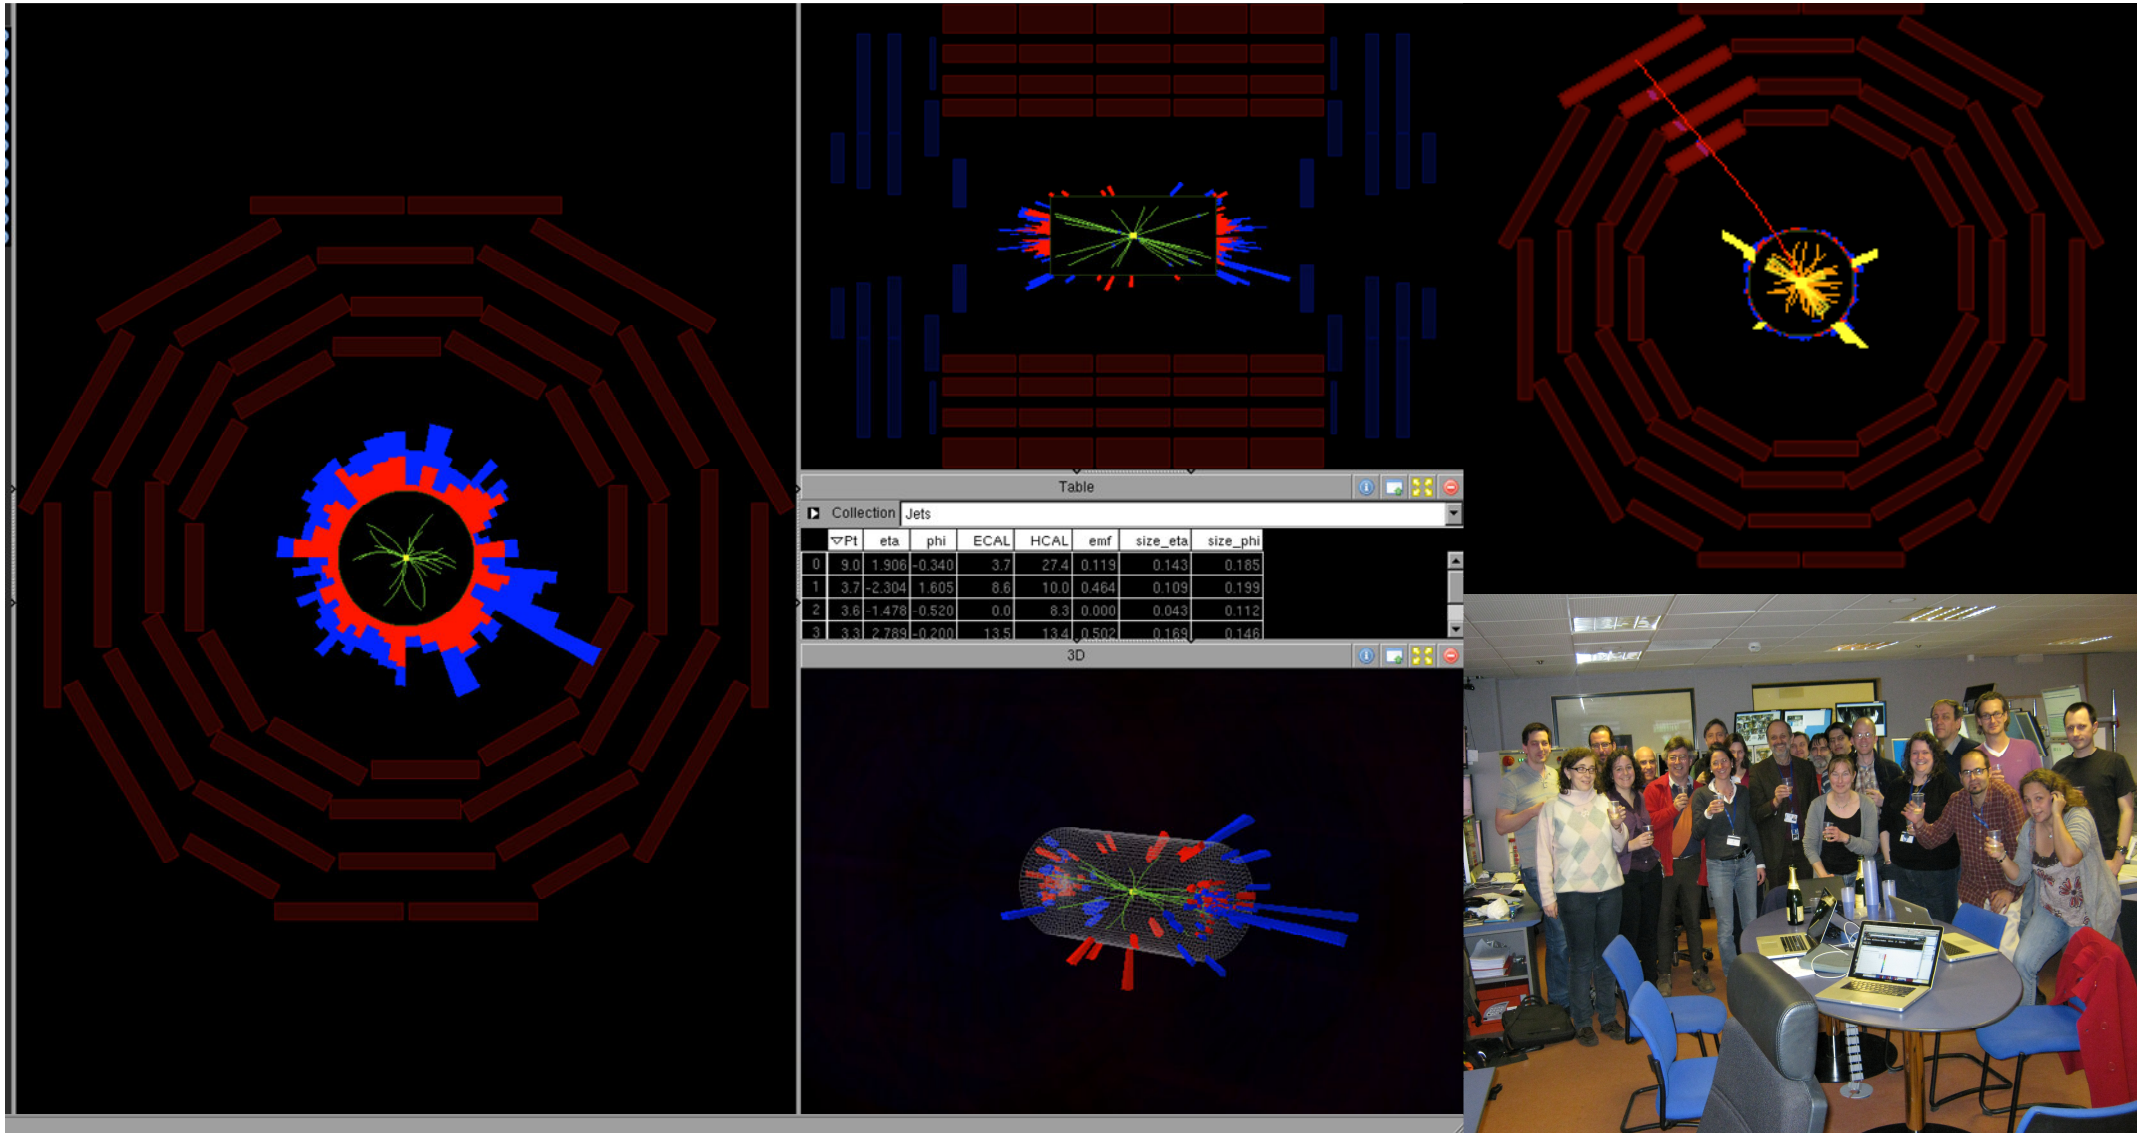 Table
Collection Jets
Pt eta phi ECAL HCAL emf size_eta size_phi
0 9.0 1.906 -0.340 3.7 27.4 0.119 0.143 0.185
1 3.7 -2.304 1.605 8.6 10.0 0.464 0.109 0.199
2 3.6 -1.478 -0.520 0.0 8.3 0.000 0.043 0.112
3 3.3 2.789 -0.200 13.5 13.4 0.502 0.169 0.146
3D